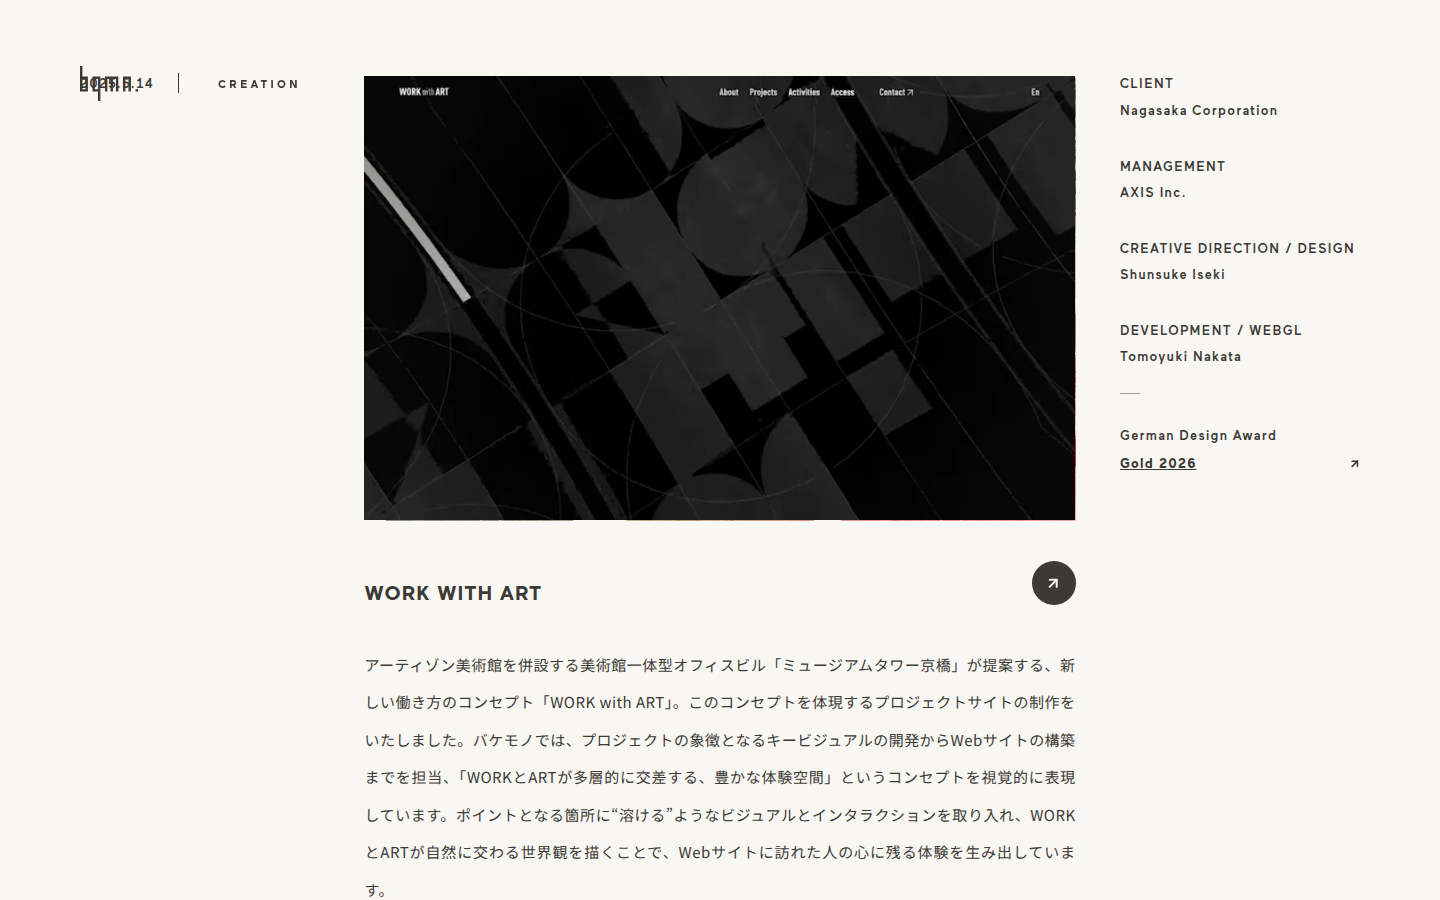 bqmn.
2025.5.14
CREATION
WORK with ART
About Projects Activities Access Contact En
CLIENT
Nagasaka Corporation
MANAGEMENT
AXIS Inc.
CREATIVE DIRECTION / DESIGN
Shunsuke Iseki
DEVELOPMENT / WEBGL
Tomoyuki Nakata
German Design Award
Gold 2026
WORK WITH ART
アーティゾン美術館を併設する美術館一体型オフィスビル「ミュージアムタワー京橋」が提案する、新
しい働き方のコンセプト「WORK with ART」。このコンセプトを体現するプロジェクトサイトの制作を
いたしました。バケモノでは、プロジェクトの象徴となるキービジュアルの開発からWebサイトの構築
までを担当、「WORKとARTが多層的に交差する、豊かな体験空間」というコンセプトを視覚的に表現
しています。ポイントとなる箇所に“溶ける”ようなビジュアルとインタラクションを取り入れ、WORK
とARTが自然に交わる世界観を描くことで、Webサイトに訪れた人の心に残る体験を生み出していま
す。